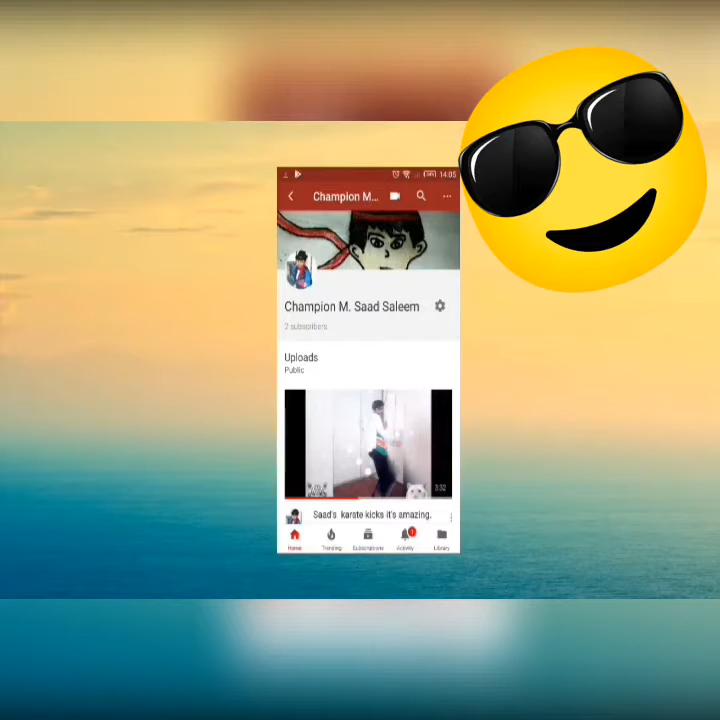 14:05
Champion M...
Champion M. Saad Saleem
2 subscribers
Uploads
Public
3:32
Saad's karate kicks it's amazing.
Home
Trending
Subscriptions
Activity
Library